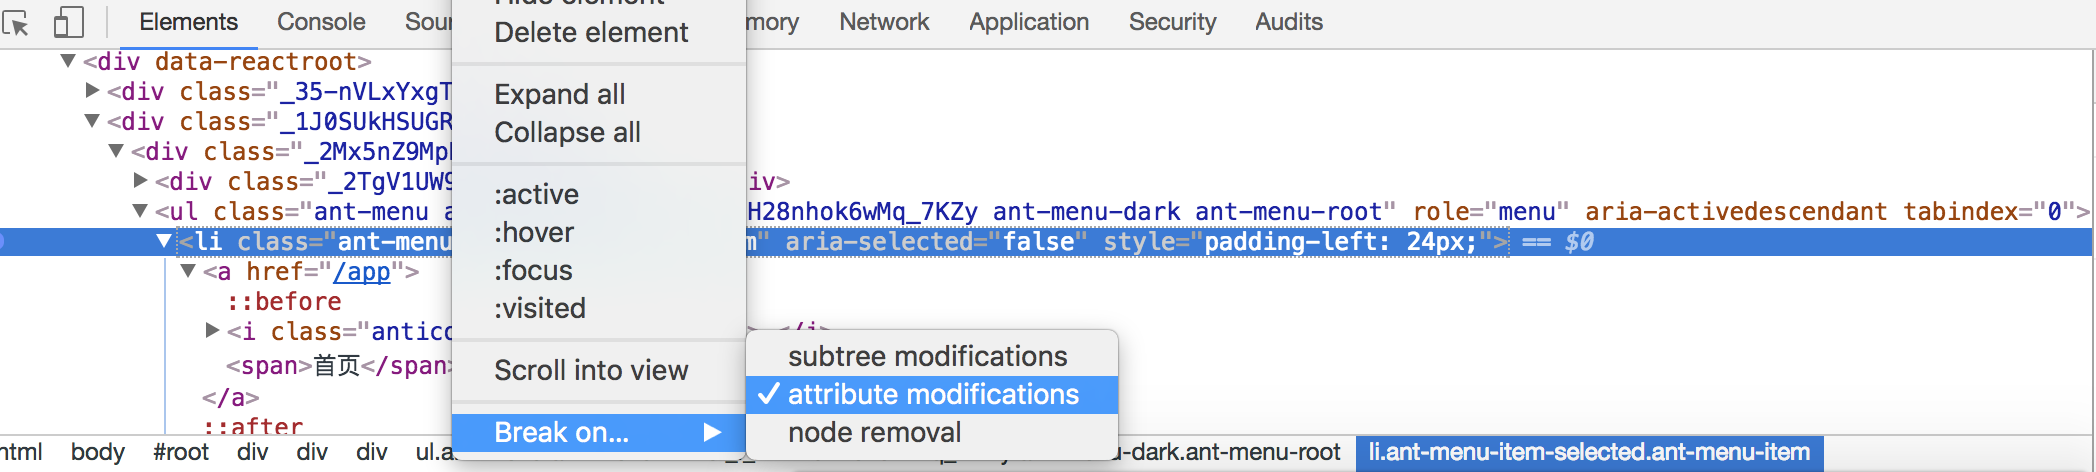 Elements Console Network Application Security Audits
Delete element
<div data-reactroot>
<div class="_35-nVLxYxgT
Expand all
<div class="_1J0SUkHSUGR
Collapse all
<div class="_2Mx5nZ9Mp
<div class="_2TgV1UW9 iv>
:active
<ul class="ant-menu a H28nhok6wMq_7KZy ant-menu-dark ant-menu-root" role="menu" aria-activedescendant tabindex="0">
:hover
<li class="ant-menu m" aria-selected="false" style="padding-left: 24px;"> == $0
:focus
<a href="/app">
::before
:visited
<i class="antico
subtree modifications
<span>首页</span>
Scroll into view
✓ attribute modifications
</a>
::after
Break on...
node removal
html body #root div div div ul.a -dark.ant-menu-root li.ant-menu-item-selected.ant-menu-item